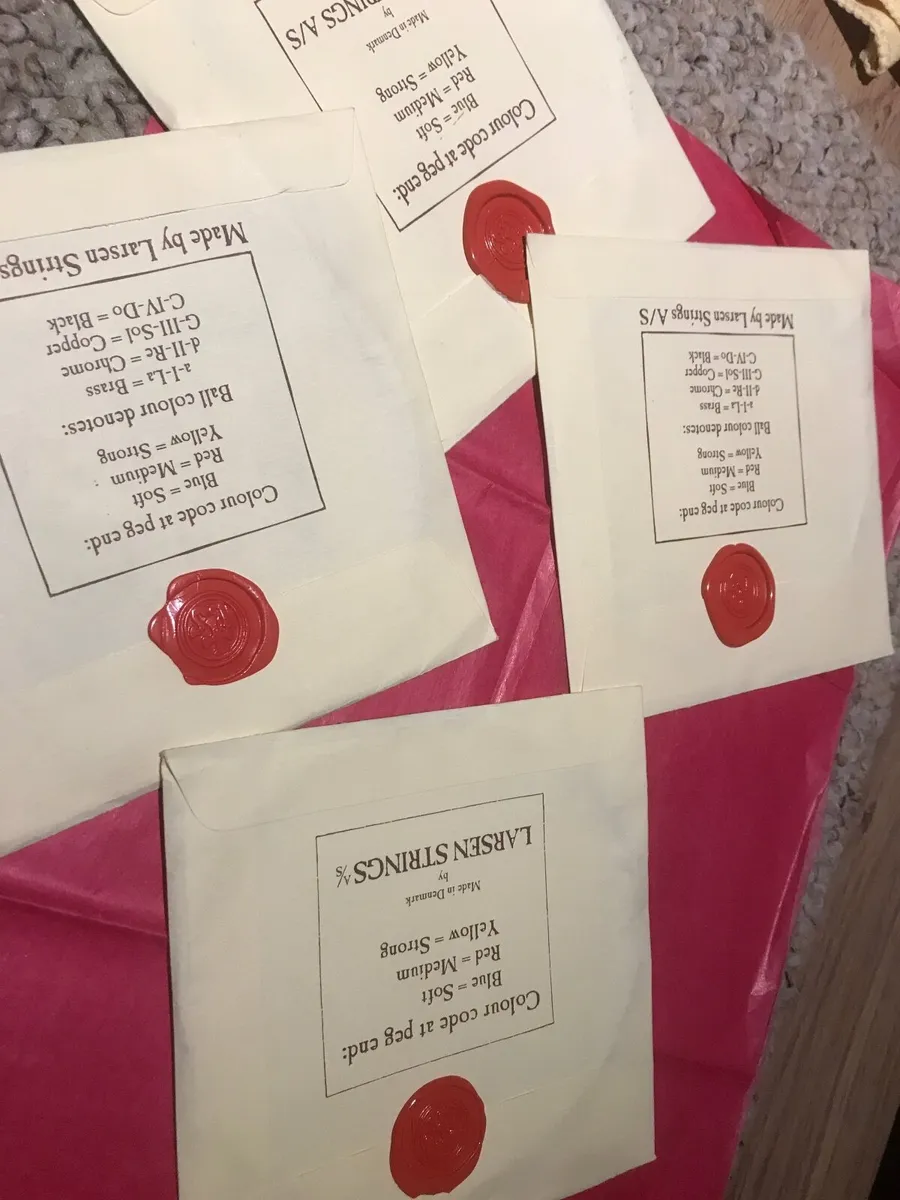 Colour code at peg end:
Blue = Soft
Red = Medium
Yellow = Strong
Made in Denmark
by
STRINGS A/S
Colour code at peg end:
Blue = Soft
Red = Medium
Yellow = Strong
Ball colour denotes:
a-I-La = Brass
d-II-Re = Chrome
G-III-Sol = Copper
C-IV-Do = Black
Made by Larsen Strings
Colour code at peg end:
Blue = Soft
Red = Medium
Yellow = Strong
Ball colour denotes:
a-I-La = Brass
d-II-Re = Chrome
G-III-Sol = Copper
C-IV-Do = Black
Made by Larsen Strings A/S
Colour code at peg end:
Blue = Soft
Red = Medium
Yellow = Strong
Made in Denmark
by
LARSEN STRINGS A/S